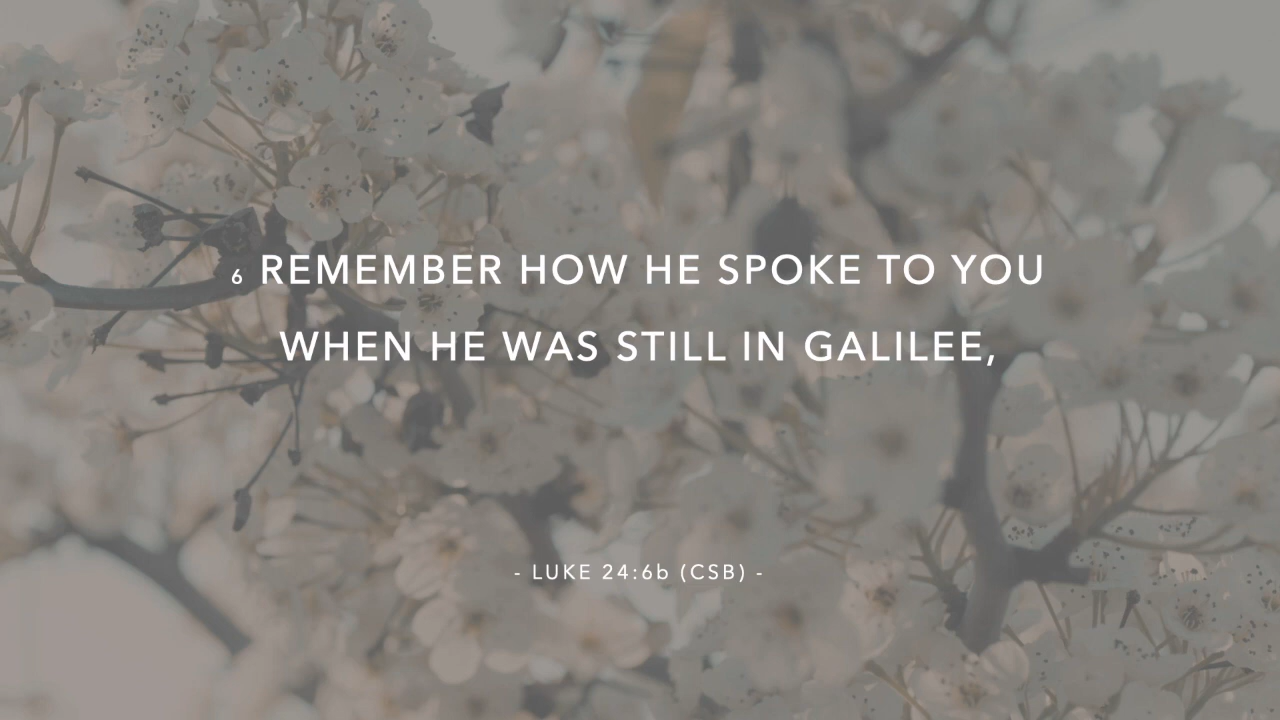 6 REMEMBER HOW HE SPOKE TO YOU
WHEN HE WAS STILL IN GALILEE,
- LUKE 24:6b (CSB) -